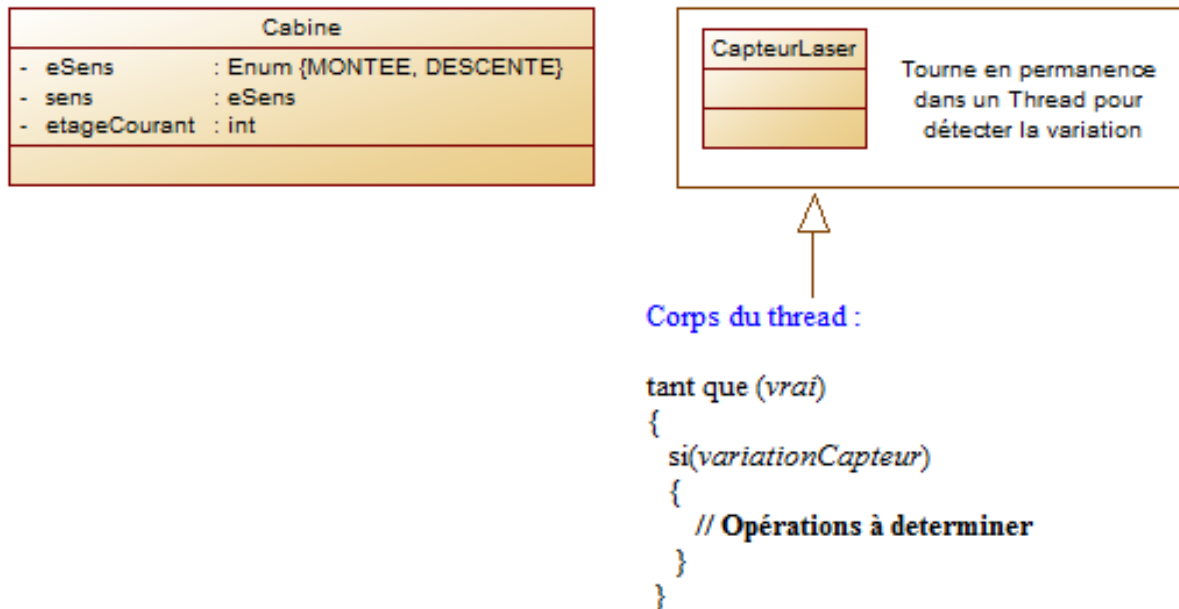 Cabine
- eSens : Enum {MONTEE, DESCENTE}
- sens : eSens
- etageCourant : int
CapteurLaser
Tourne en permanence
dans un Thread pour
détecter la variation
Corps du thread :
tant que (vrai)
{
si(variationCapteur)
{
// Opérations à determiner
}
}